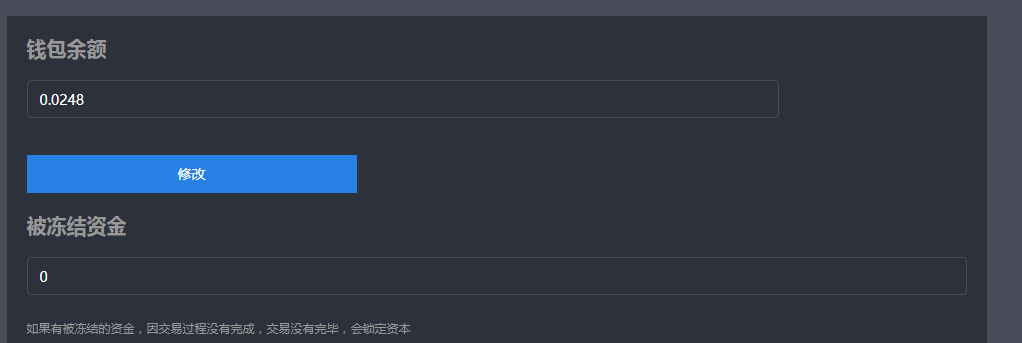 钱包余额
0.0248
修改
被冻结资金
0
如果有被冻结的资金，因交易过程没有完成，交易没有完毕，会锁定资本